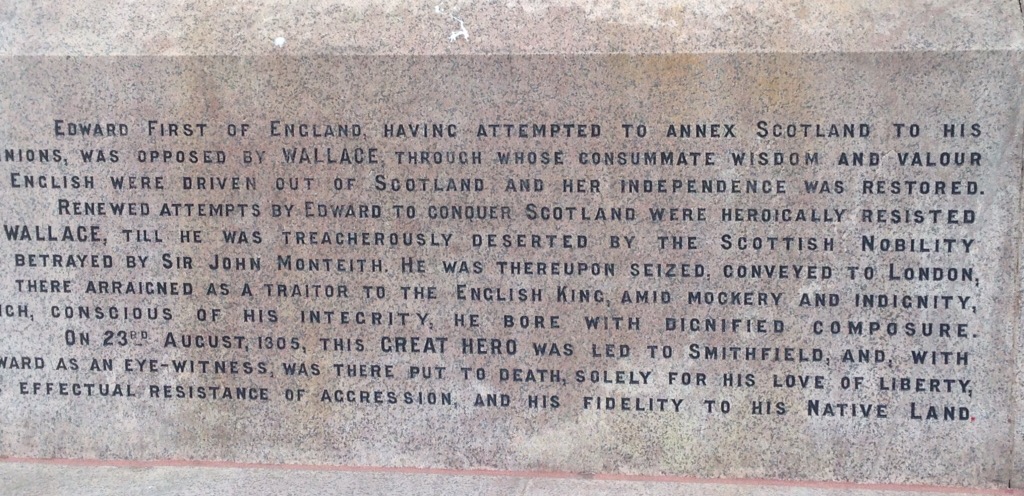 EDWARD FIRST OF ENGLAND, HAVING ATTEMPTED TO ANNEX SCOTLAND TO HIS
NIONS, WAS OPPOSED BY WALLACE, THROUGH WHOSE CONSUMMATE WISDOM AND VALOUR
ENGLISH WERE DRIVEN OUT OF SCOTLAND AND HER INDEPENDENCE WAS RESTORED.
RENEWED ATTEMPTS BY EDWARD TO CONQUER SCOTLAND WERE HEROICALLY RESISTED
WALLACE, TILL HE WAS TREACHEROUSLY DESERTED BY THE SCOTTISH NOBILITY
BETRAYED BY SIR JOHN MONTEITH. HE WAS THEREUPON SEIZED, CONVEYED TO LONDON,
THERE ARRAIGNED AS A TRAITOR TO THE ENGLISH KING, AMID MOCKERY AND INDIGNITY,
ICH, CONSCIOUS OF HIS INTEGRITY, HE BORE WITH DIGNIFIED COMPOSURE.
ON 23RD AUGUST, 1305, THIS GREAT HERO WAS LED TO SMITHFIELD, AND, WITH
WARD AS AN EYE-WITNESS, WAS THERE PUT TO DEATH, SOLELY FOR HIS LOVE OF LIBERTY,
EFFECTUAL RESISTANCE OF AGGRESSION, AND HIS FIDELITY TO HIS NATIVE LAND.